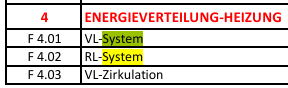 4 ENERGIEVERTEILUNG-HEIZUNG
F 4.01 VL-System
F 4.02 RL-System
F 4.03 VL-Zirkulation